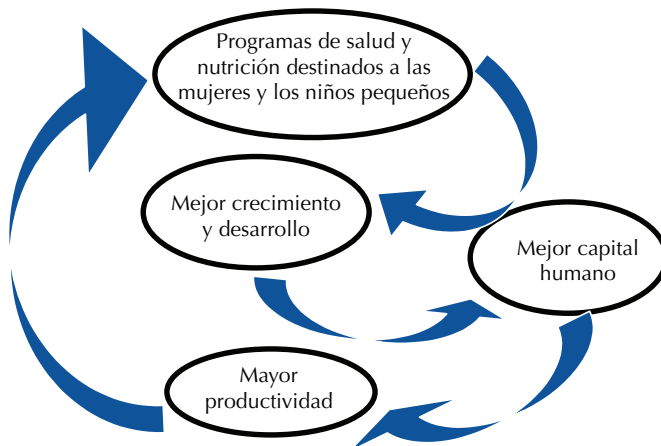 Programas de salud y
nutrición destinados a las
mujeres y los niños pequeños
Mejor crecimiento
y desarrollo
Mejor capital
humano
Mayor
productividad